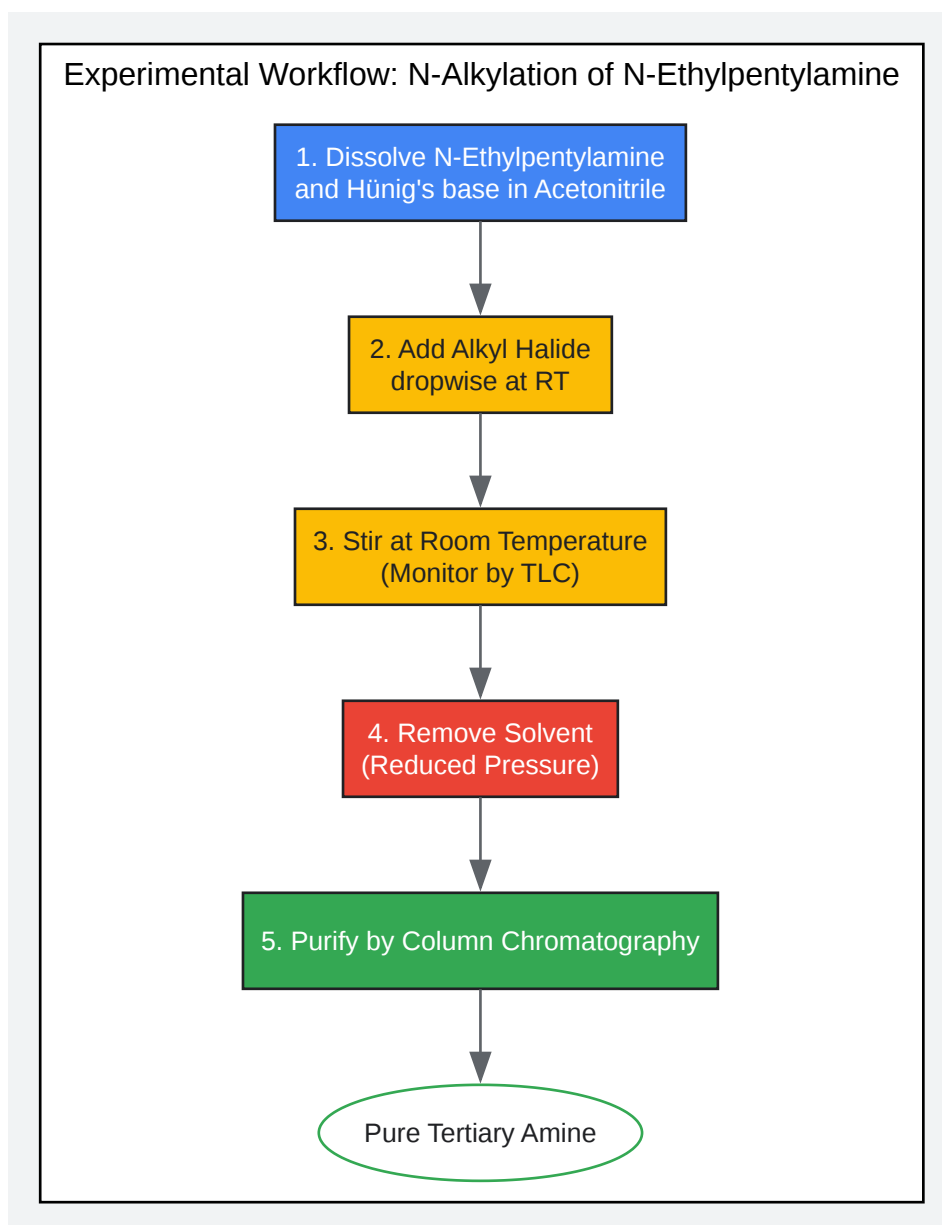 Experimental Workflow: N-Alkylation of N-Ethylpentylamine
1. Dissolve N-Ethylpentylamine
and Hünig's base in Acetonitrile
2. Add Alkyl Halide
dropwise at RT
3. Stir at Room Temperature
(Monitor by TLC)
4. Remove Solvent
(Reduced Pressure)
5. Purify by Column Chromatography
Pure Tertiary Amine